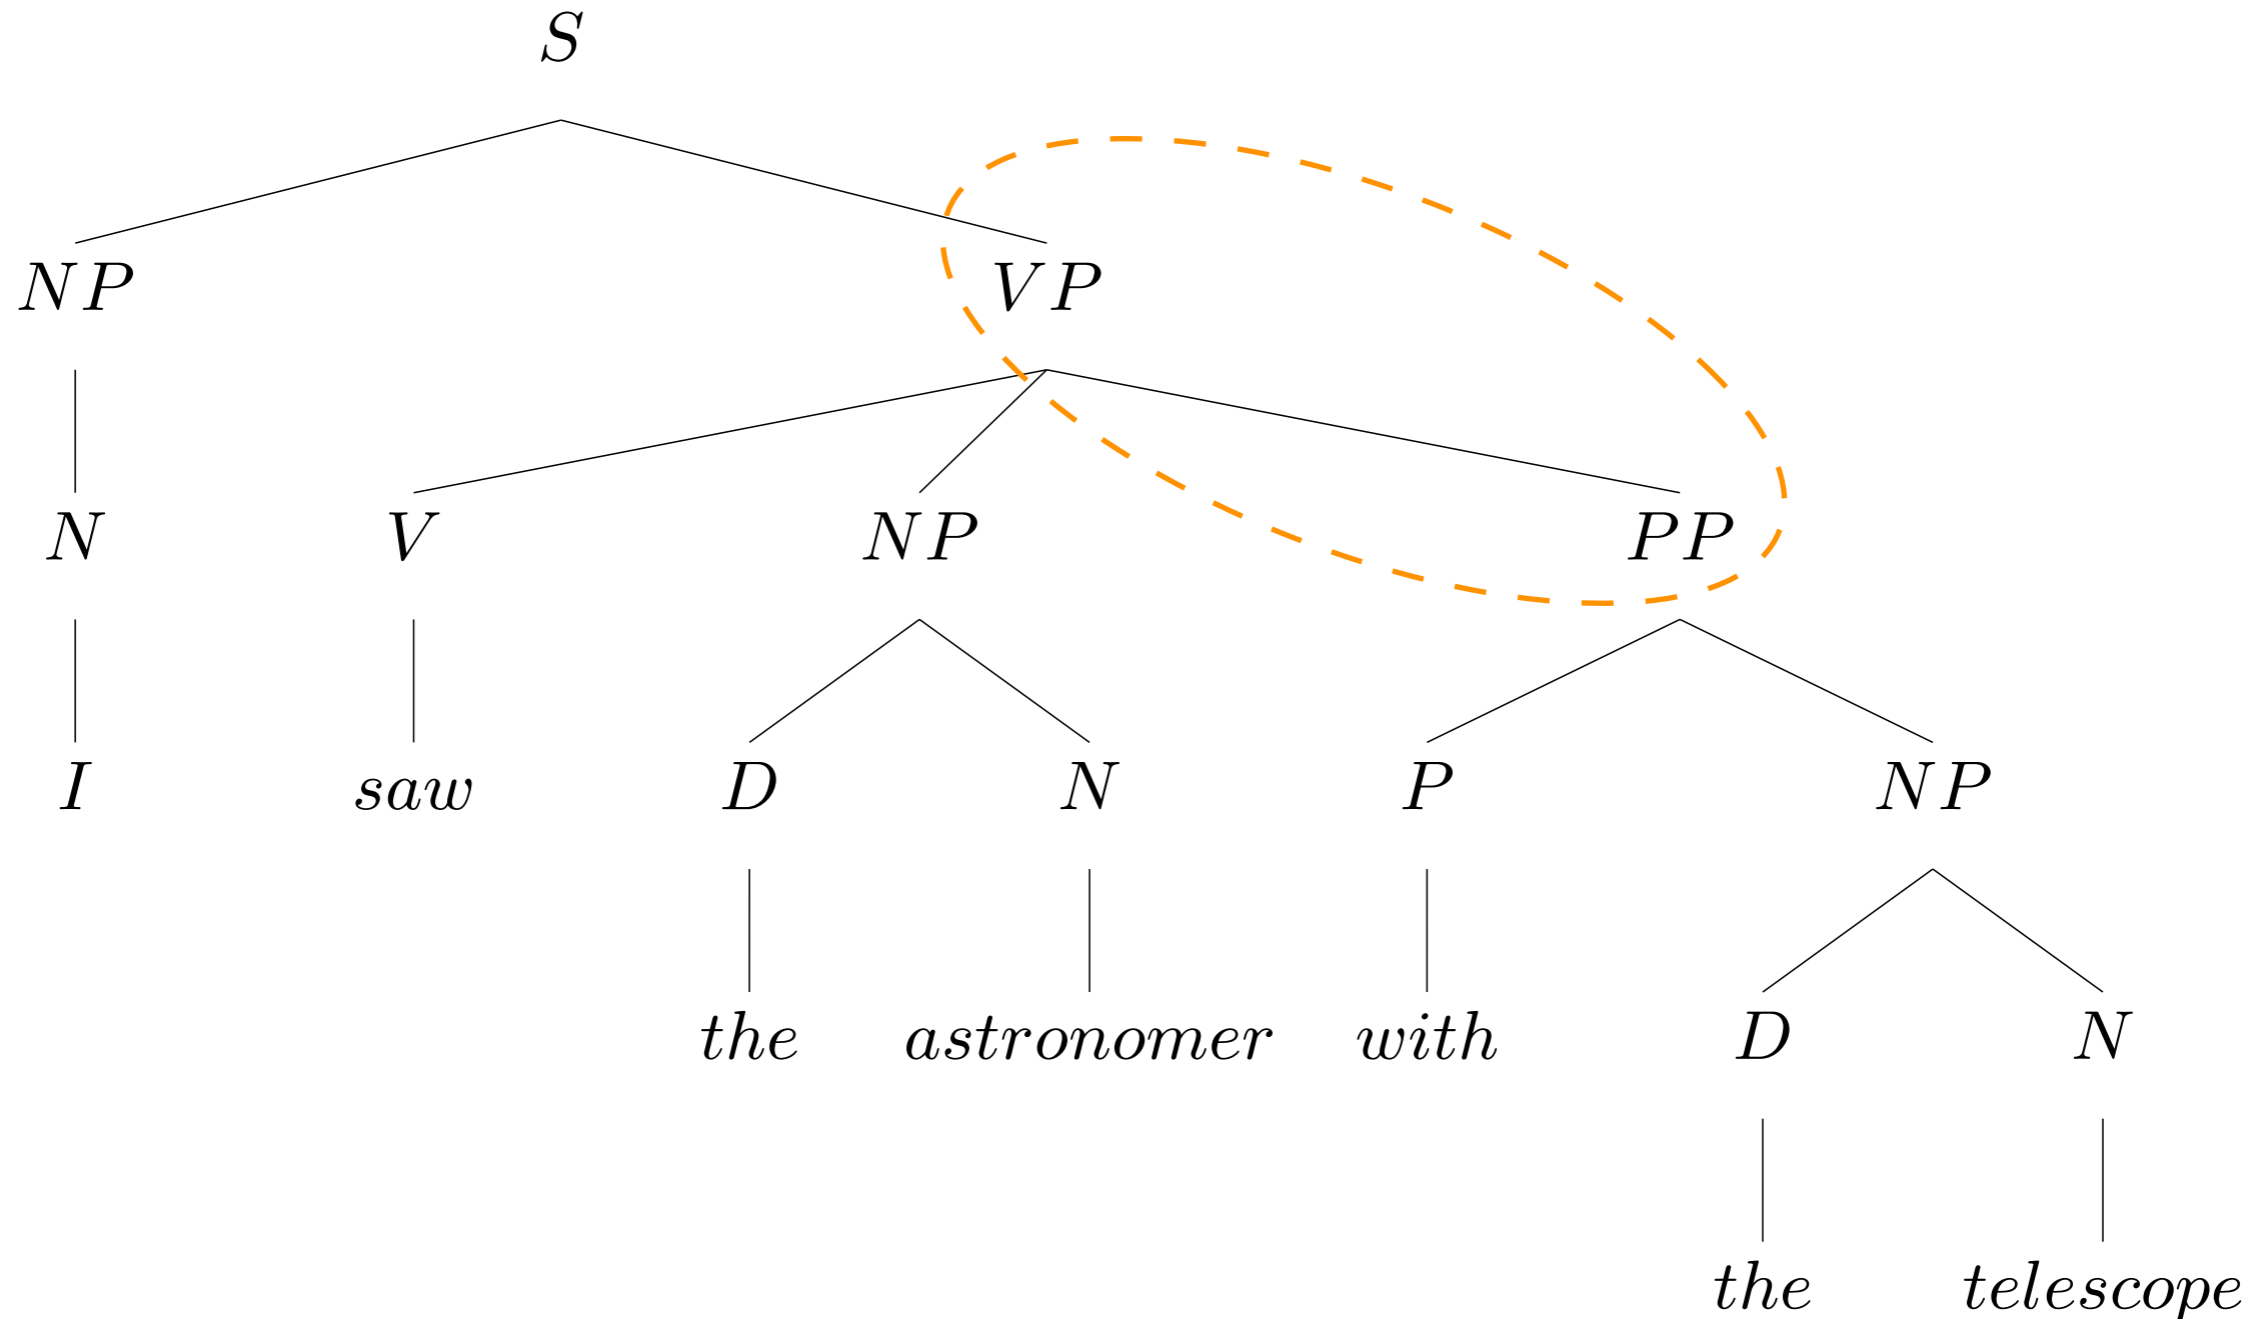 S
NP VP
N V NP PP
I saw D N P NP
the astronomer with D N
the telescope